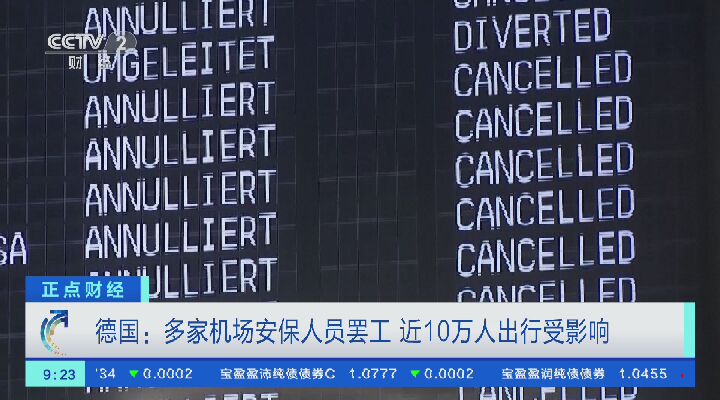 ANNULLIERT
DIVERTED
CCTV 2
财经
UMGELEITET
CANCELLED
ANNULLIERT
CANCELLED
ANNULLIERT
CANCELLED
ANNULLIERT
CANCELLED
ANNULLIERT
CANCELLED
SA
ANNULLIERT
CANCELLED
正点财经
德国：多家机场安保人员罢工 近10万人出行受影响
9:23 '34 ▼0.0002 宝盈盈沛纯债债券C 1.0777 ▼0.0002 宝盈盈润纯债债券 1.0455